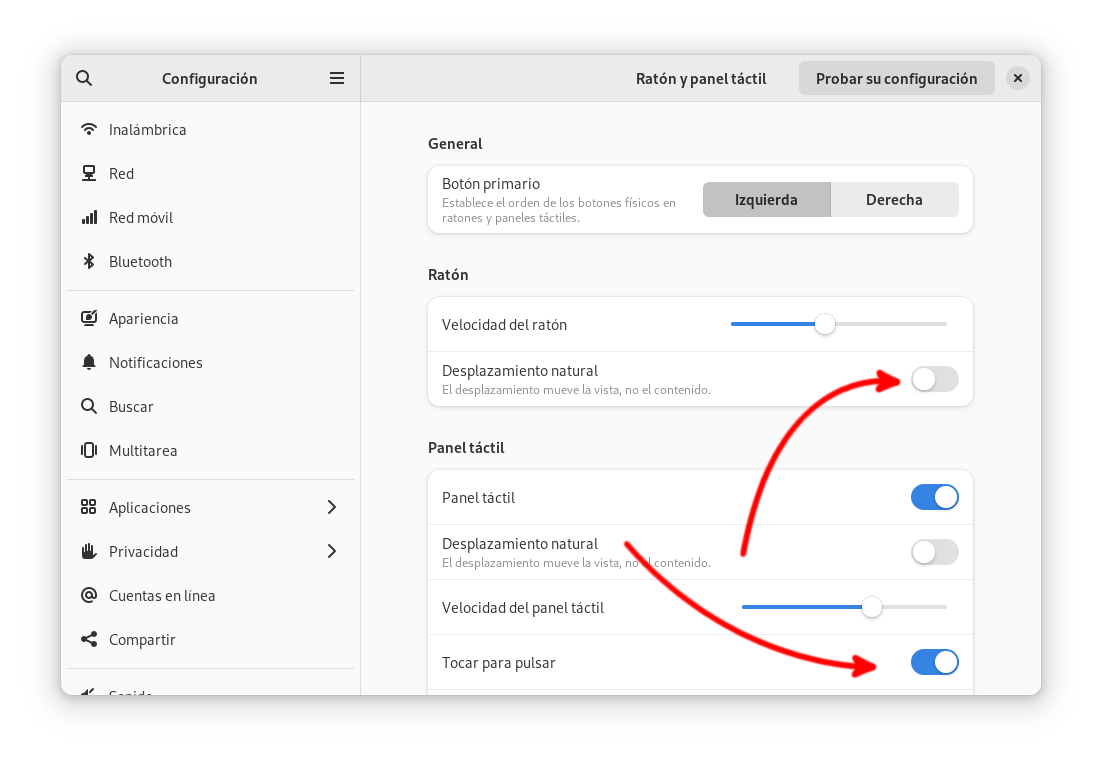 Configuración
Ratón y panel táctil
Probar su configuración
Inalámbrica
Red
Red móvil
Bluetooth
Apariencia
Notificaciones
Buscar
Multitarea
Aplicaciones
Privacidad
Cuentas en línea
Compartir
Sonido
General
Botón primario
Establece el orden de los botones físicos en
ratones y paneles táctiles.
Izquierda
Derecha
Ratón
Velocidad del ratón
Desplazamiento natural
El desplazamiento mueve la vista, no el contenido.
Panel táctil
Panel táctil
Desplazamiento natural
El desplazamiento mueve la vista, no el contenido.
Velocidad del panel táctil
Tocar para pulsar